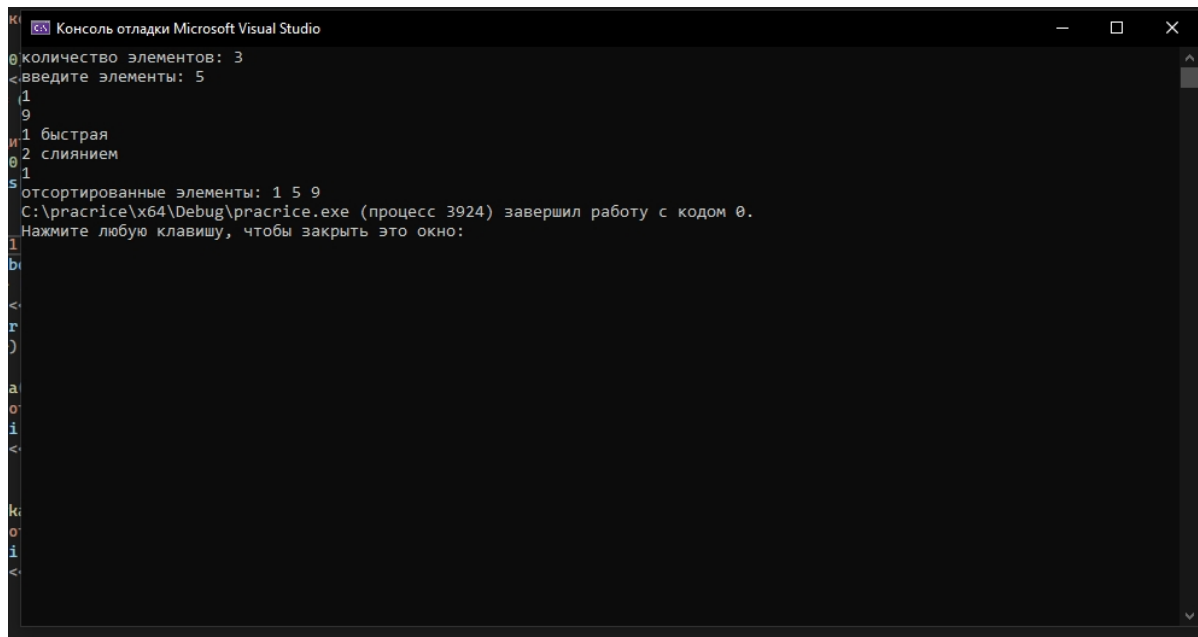 Консоль отладки Microsoft Visual Studio
количество элементов: 3
введите элементы: 5
1
9
1 быстрая
2 слиянием
1
отсортированные элементы: 1 5 9
C:\pracrice\x64\Debug\pracrice.exe (процесс 3924) завершил работу с кодом 0.
Нажмите любую клавишу, чтобы закрыть это окно: